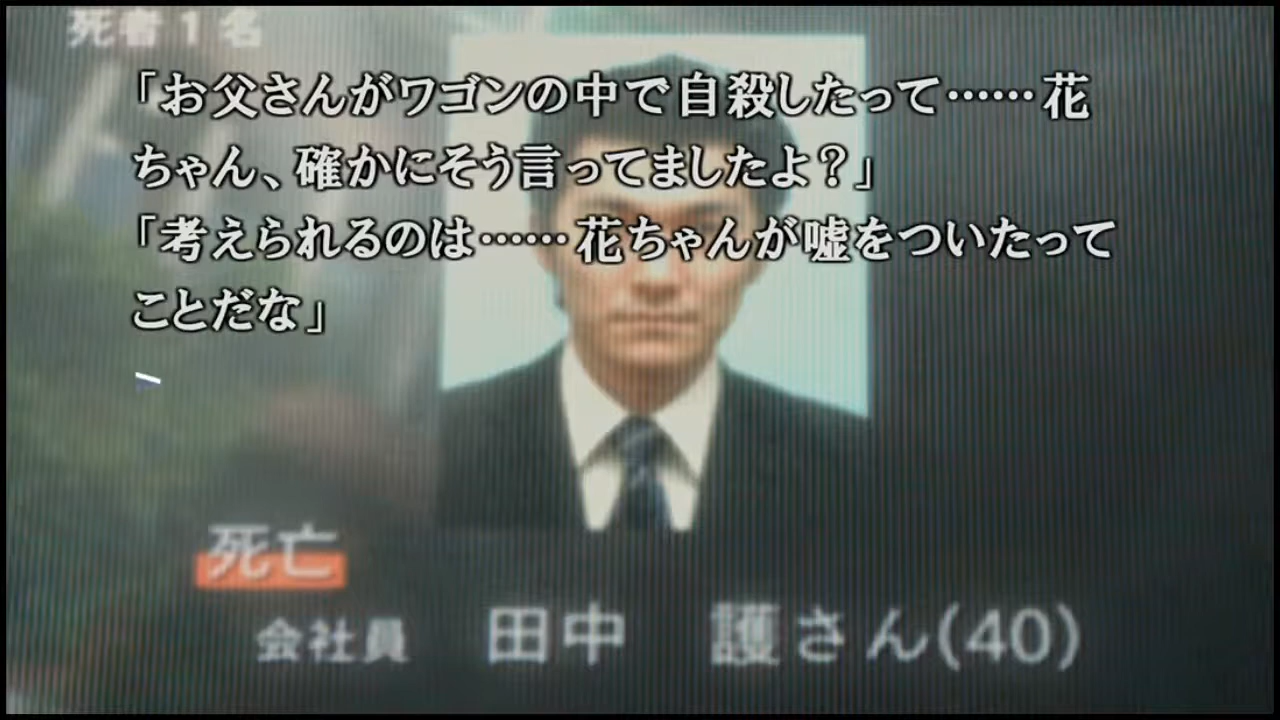 死者１名
「お父さんがワゴンの中で自殺したって……花
ちゃん、確かにそう言ってましたよ？」
「考えられるのは……花ちゃんが嘘をついたって
ことだな」
死亡
会社員 田中 護さん(40)